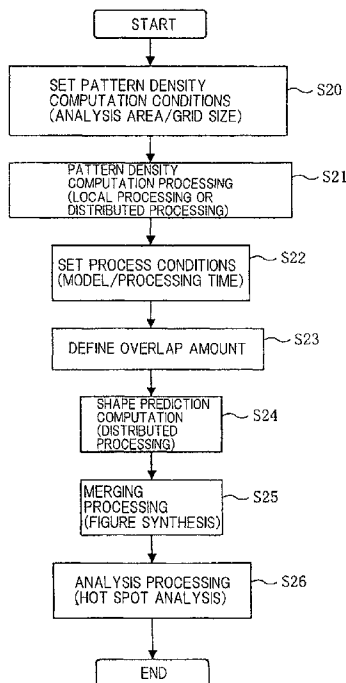 START
SET PATTERN DENSITY
COMPUTATION CONDITIONS
(ANALYSIS AREA/GRID SIZE)
S20
PATTERN DENSITY
COMPUTATION PROCESSING
(LOCAL PROCESSING OR
DISTRIBUTED PROCESSING)
S21
SET PROCESS CONDITIONS
(MODEL/PROCESSING TIME)
S22
DEFINE OVERLAP AMOUNT
S23
SHAPE PREDICTION
COMPUTATION
(DISTRIBUTED
PROCESSING)
S24
MERGING
PROCESSING
(FIGURE SYNTHESIS)
S25
ANALYSIS PROCESSING
(HOT SPOT ANALYSIS)
S26
END